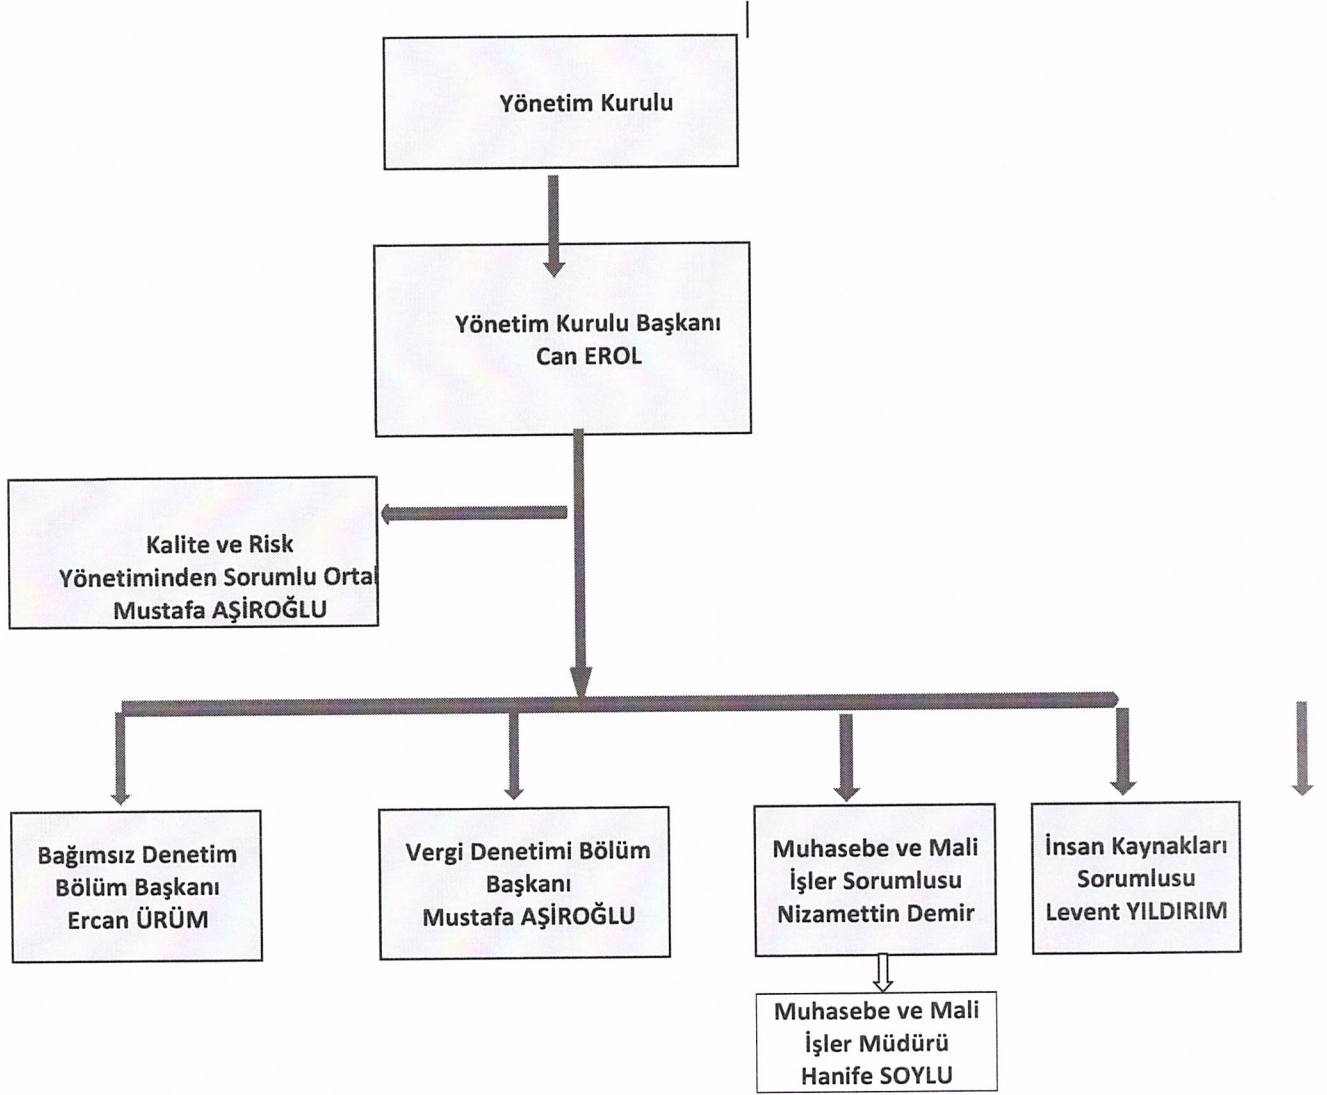 Yönetim Kurulu
Yönetim Kurulu Başkanı
Can EROL
Kalite ve Risk
Yönetiminden Sorumlu Ortal
Mustafa AŞİROĞLU
Bağımsız Denetim
Bölüm Başkanı
Ercan ÜRÜM
Vergi Denetimi Bölüm
Başkanı
Mustafa AŞİROĞLU
Muhasebe ve Mali
İşler Sorumlusu
Nizamettin Demir
İnsan Kaynakları
Sorumlusu
Levent YILDIRIM
Muhasebe ve Mali
İşler Müdürü
Hanife SOYLU